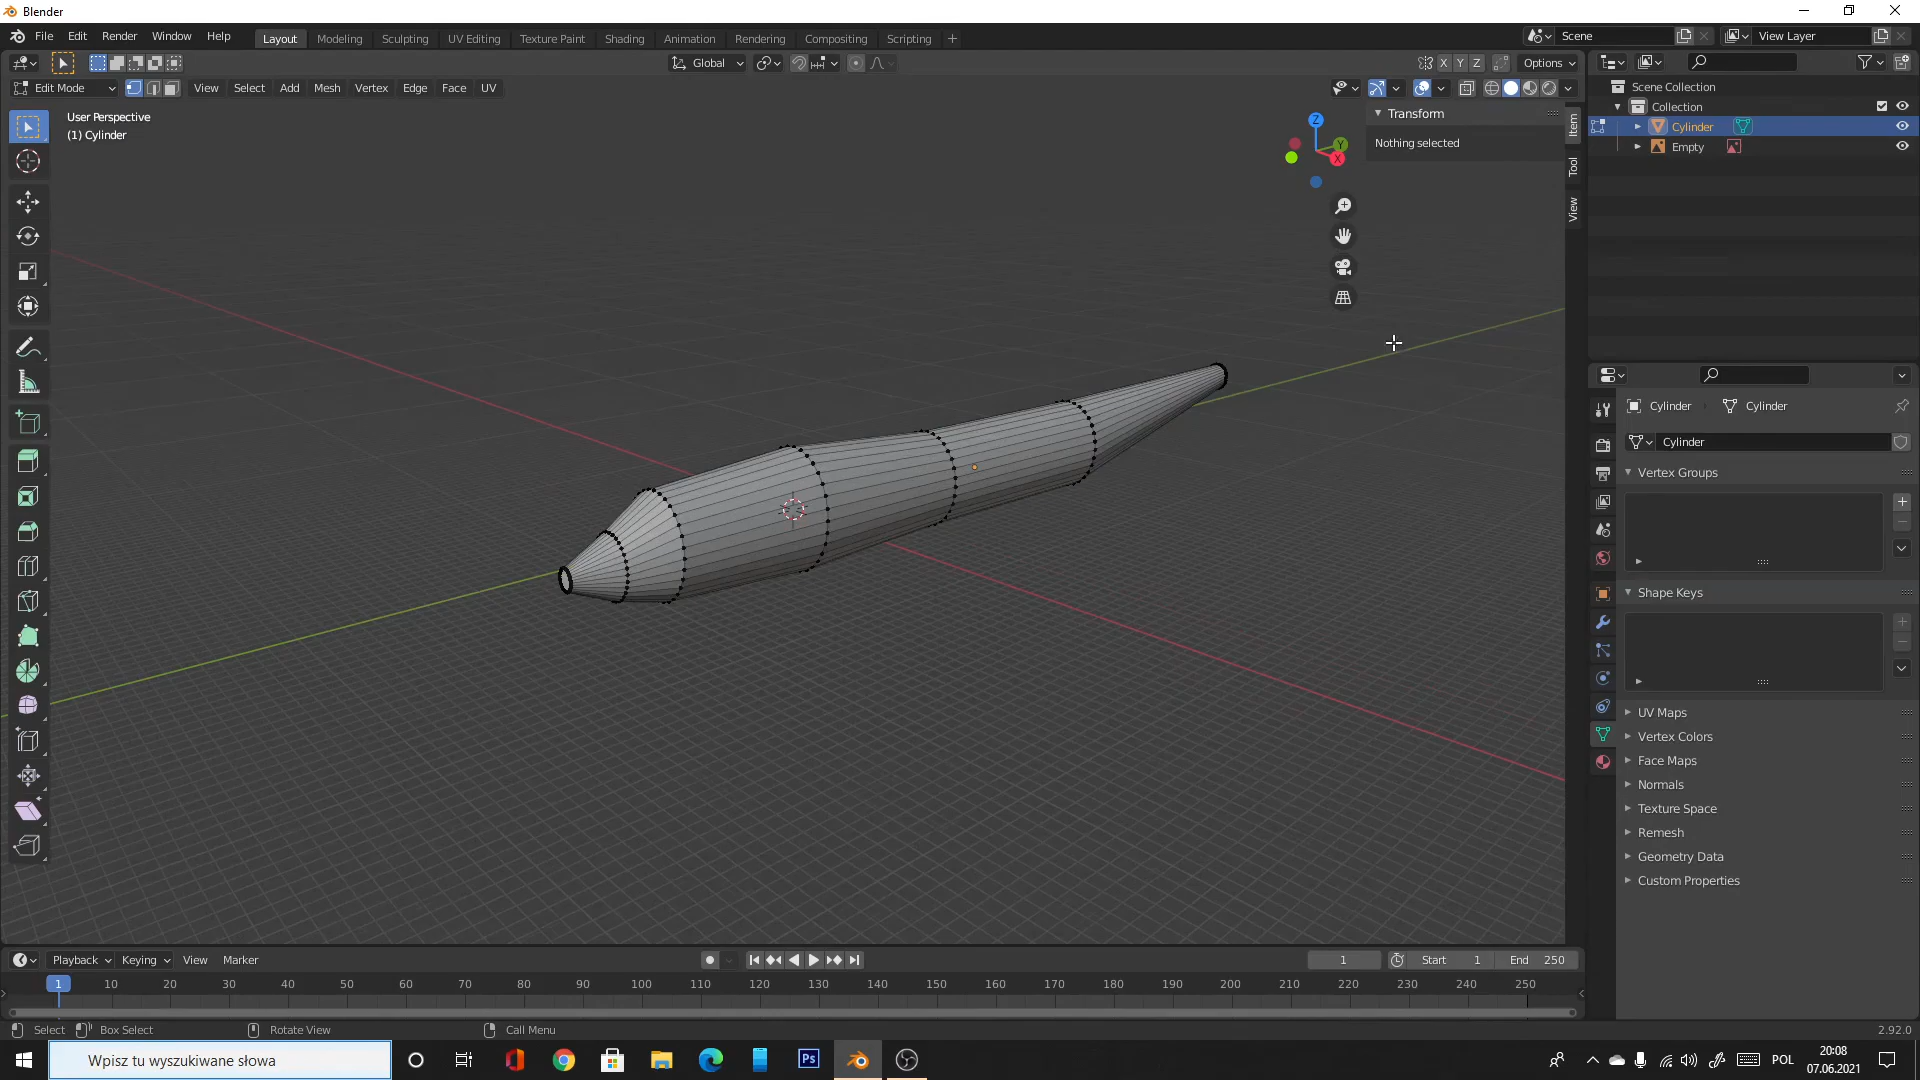 Blender
File Edit Render Window Help
Layout Modeling Sculpting UV Editing Texture Paint Shading Animation Rendering Compositing Scripting +
Scene
View Layer
Global
X Y Z
Options
Edit Mode
View Select Add Mesh Vertex Edge Face UV
User Perspective
(1) Cylinder
Transform
Nothing selected
Item
Tool
View
Z
Y
X
Scene Collection
Collection
Cylinder
Empty
Cylinder
Cylinder
Cylinder
Vertex Groups
Shape Keys
UV Maps
Vertex Colors
Face Maps
Normals
Texture Space
Remesh
Geometry Data
Custom Properties
Playback Keying View Marker
1
Start 1
End 250
1 10 20 30 40 50 60 70 80 90 100 110 120 130 140 150 160 170 180 190 200 210 220 230 240 250
Select Box Select Rotate View Call Menu
2.92.0
Wpisz tu wyszukiwane słowa
Ps
POL
20:08
07.06.2021